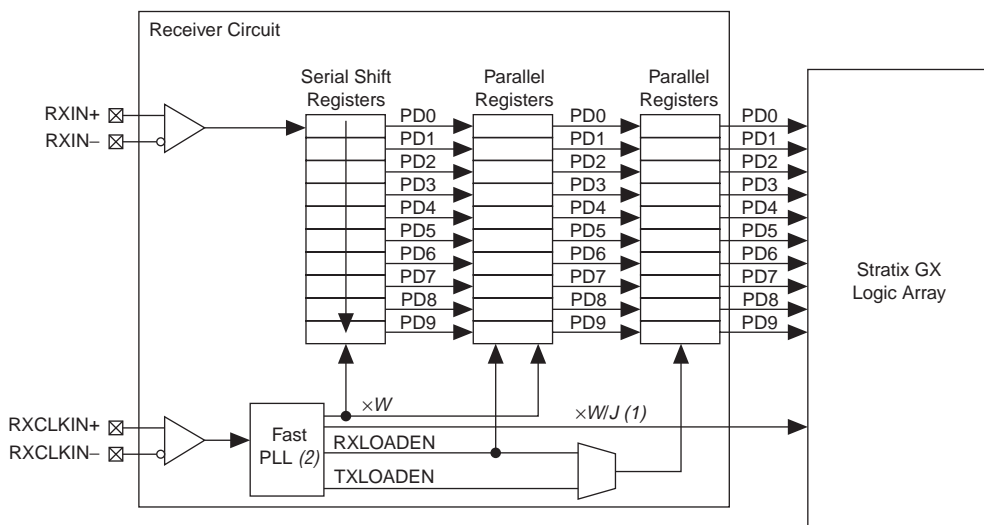 Receiver Circuit
Serial Shift
Registers
Parallel
Registers
Parallel
Registers
RXIN+
RXIN–
PD0 PD0 PD0
PD1 PD1 PD1
PD2 PD2 PD2
PD3 PD3 PD3
PD4 PD4 PD4
PD5 PD5 PD5
PD6 PD6 PD6
PD7 PD7 PD7
PD8 PD8 PD8
PD9 PD9 PD9
Stratix GX
Logic Array
×W
×W/J (1)
RXCLKIN+
RXCLKIN–
Fast
PLL (2)
RXLOADEN
TXLOADEN